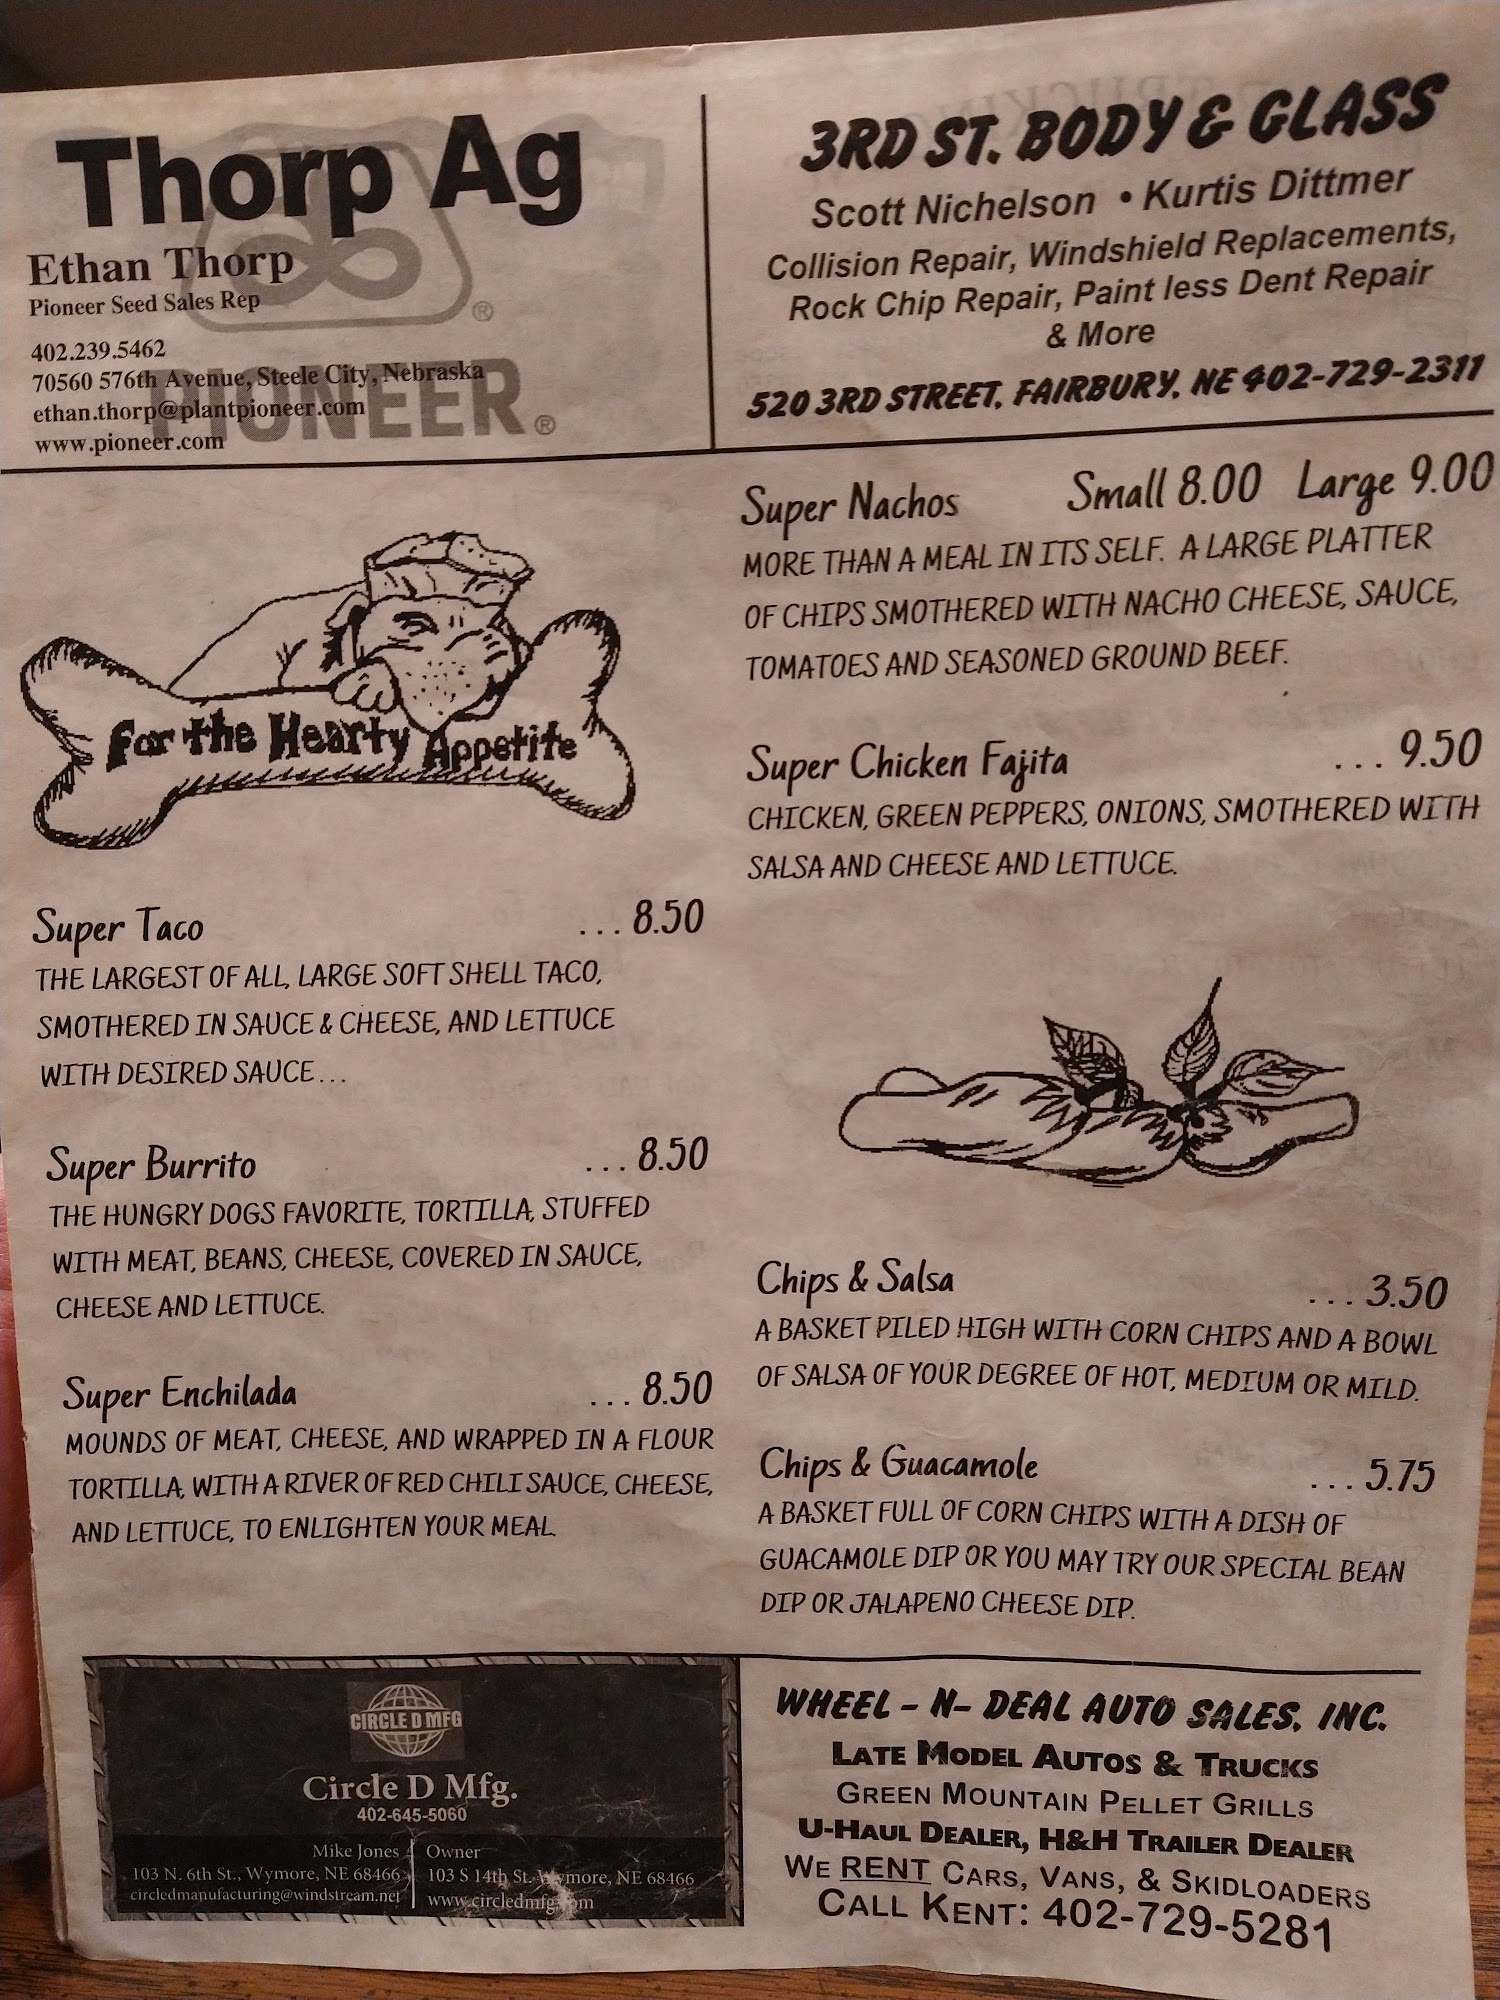 Thorp Ag
Ethan Thorp
Pioneer Seed Sales Rep
402.239.5462
70560 576th Avenue, Steele City, Nebraska
ethan.thorp@plantpioneer.com
www.pioneer.com
PIONEER®
®
3RD ST. BODY & GLASS
Scott Nichelson • Kurtis Dittmer
Collision Repair, Windshield Replacements,
Rock Chip Repair, Paint less Dent Repair
& More
520 3RD STREET, FAIRBURY, NE 402-729-2311
For the Hearty Appetite
Super Taco ...8.50
THE LARGEST OF ALL, LARGE SOFT SHELL TACO,
SMOTHERED IN SAUCE & CHEESE, AND LETTUCE
WITH DESIRED SAUCE...
Super Burrito ...8.50
THE HUNGRY DOGS FAVORITE, TORTILLA, STUFFED
WITH MEAT, BEANS, CHEESE, COVERED IN SAUCE,
CHEESE AND LETTUCE.
Super Enchilada ...8.50
MOUNDS OF MEAT, CHEESE, AND WRAPPED IN A FLOUR
TORTILLA, WITH A RIVER OF RED CHILI SAUCE, CHEESE,
AND LETTUCE, TO ENLIGHTEN YOUR MEAL.
Super Nachos Small 8.00 Large 9.00
MORE THAN A MEAL IN ITS SELF. A LARGE PLATTER
OF CHIPS SMOTHERED WITH NACHO CHEESE, SAUCE,
TOMATOES AND SEASONED GROUND BEEF.
Super Chicken Fajita ...9.50
CHICKEN, GREEN PEPPERS, ONIONS, SMOTHERED WITH
SALSA AND CHEESE AND LETTUCE.
Chips & Salsa ...3.50
A BASKET PILED HIGH WITH CORN CHIPS AND A BOWL
OF SALSA OF YOUR DEGREE OF HOT, MEDIUM OR MILD.
Chips & Guacamole ...5.75
A BASKET FULL OF CORN CHIPS WITH A DISH OF
GUACAMOLE DIP OR YOU MAY TRY OUR SPECIAL BEAN
DIP OR JALAPENO CHEESE DIP.
CIRCLE D MFG
Circle D Mfg.
402-645-5060
Mike Jones Owner
103 N. 6th St., Wymore, NE 68466 103 S 14th St. Wymore, NE 68466
circledmanufacturing@windstream.net www.circledmfg.com
WHEEL - N- DEAL AUTO SALES, INC.
LATE MODEL AUTOS & TRUCKS
GREEN MOUNTAIN PELLET GRILLS
U-HAUL DEALER, H&H TRAILER DEALER
WE RENT CARS, VANS, & SKIDLOADERS
CALL KENT: 402-729-5281